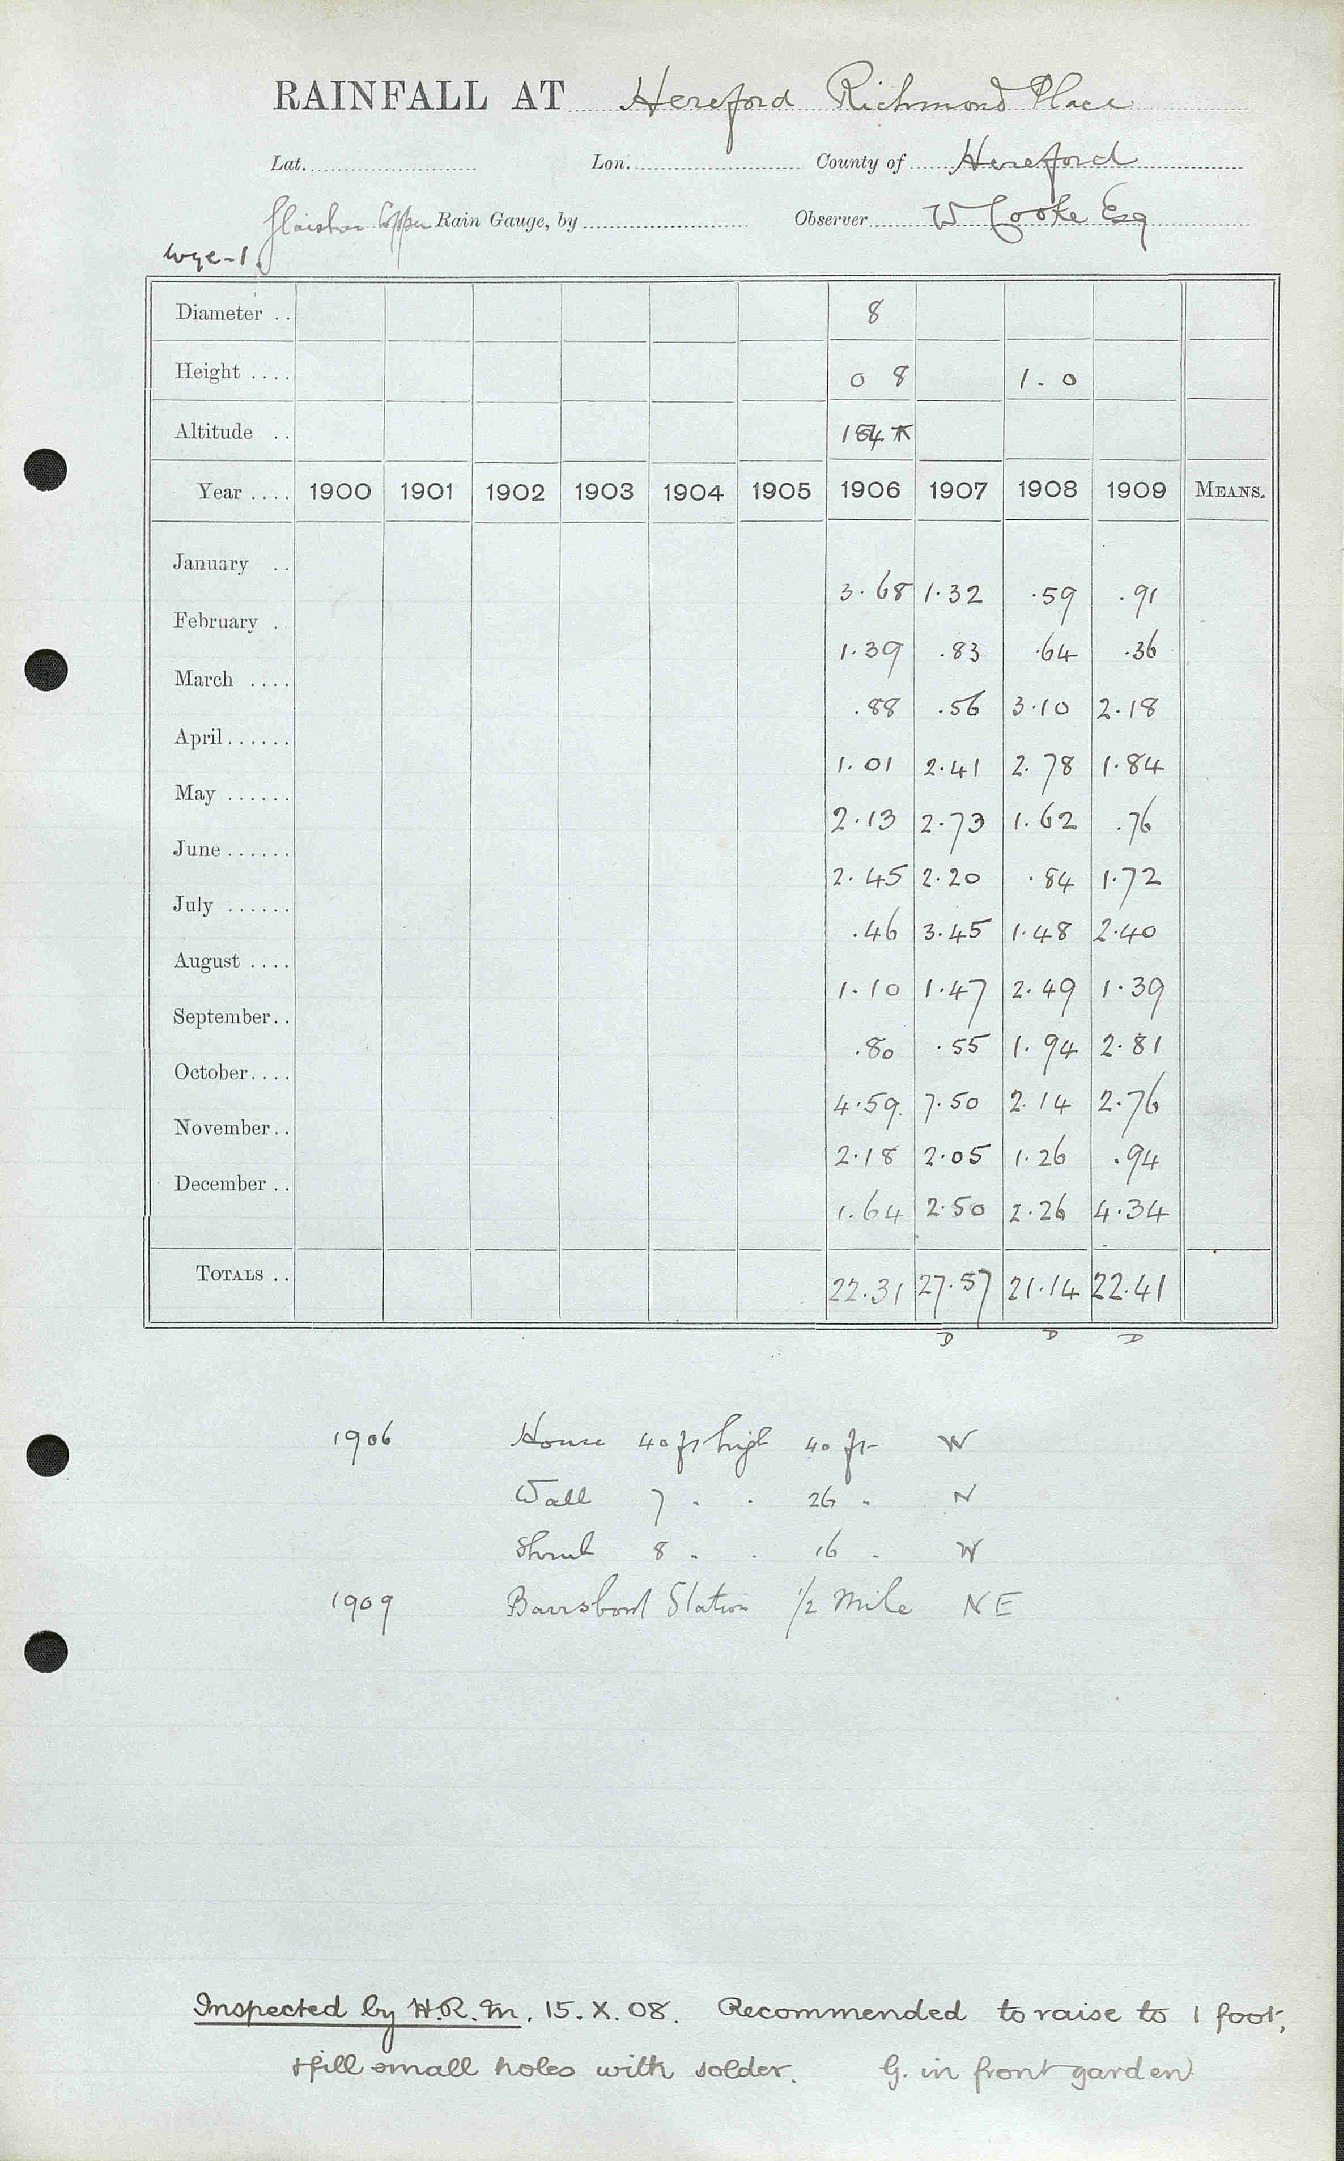 RAINFALL AT Hereford Richmond Place
Lat. Lon. County of Hereford
Glaisher Copper Rain Gauge, by Observer W Cooke Esq
Wye-1.
Diameter .. 8
Height .... 0 8 1.0
Altitude ..
Year .... 1900 1901 1902 1903 1904 1905 1906 1907 1908 1909 MEANS.
January .. 3.68 1.32 .59 .91
February . 1.39 .83 .64 .36
March .... .88 .56 3.10 2.18
April...... 1.01 2.41 2.78 1.84
May ...... 2.13 2.73 1.62 .76
June ...... 2.45 2.20 .84 1.72
July ...... .46 3.45 1.48 2.40
August .... 1.10 1.47 2.49 1.39
September.. .80 .55 1.94 2.81
October.... 4.59 7.50 2.14 2.76
November.. 2.18 2.05 1.26 .94
December .. 1.64 2.50 2.26 4.34
TOTALS .. 22.31 27.57 21.14 22.41
D D D
1906 House 40 ft high 40 ft W
Wall 7 " " 26 " N
Shrub 8 " " 16 " W
1909 Station 1/2 Mile NE
Inspected by H.R.M. 15.X.08. Recommended to raise to 1 foot,
& fill small holes with solder. G. in front garden